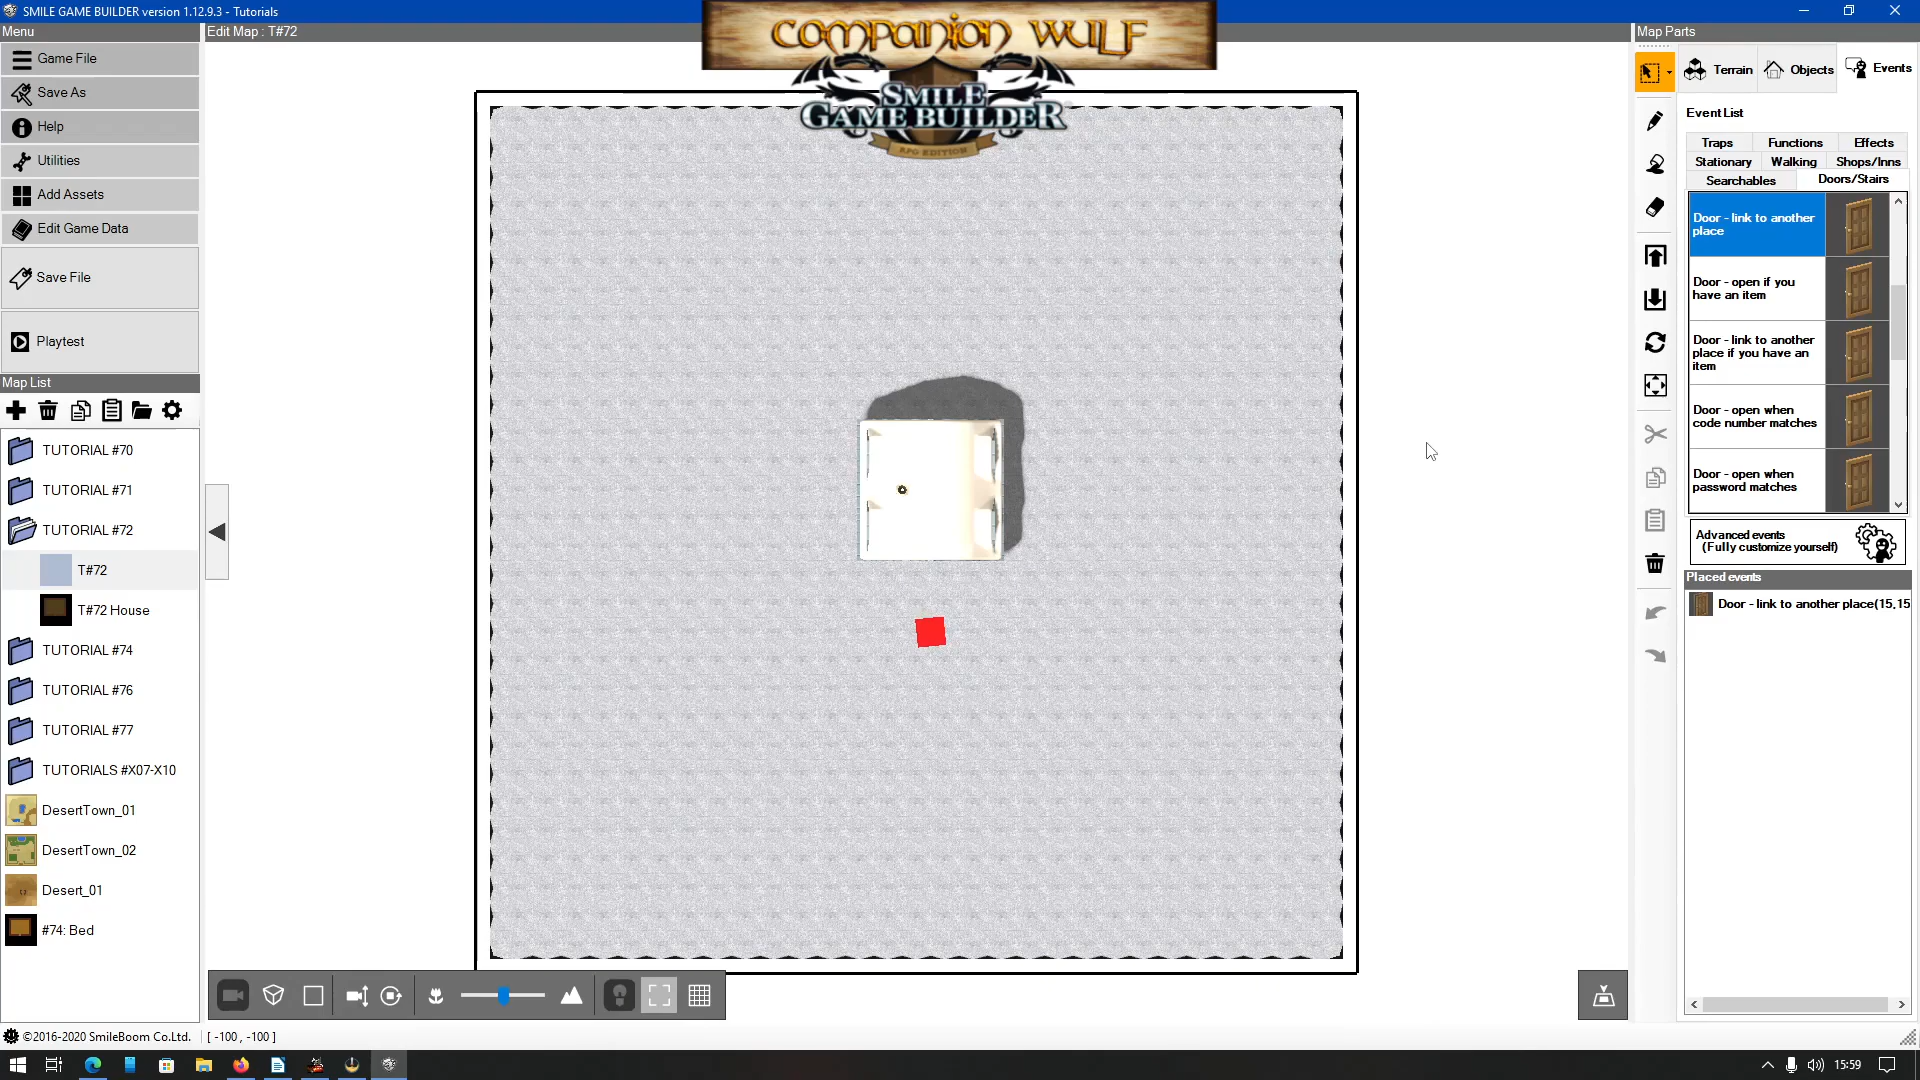 SMILE GAME BUILDER version 1.12.9.3 - Tutorials
Menu
Edit Map : T#72
COMPANION WULF
SMILE
GAME BUILDER
RPG EDITION
Map Parts
Game File
Save As
Help
Utilities
Add Assets
Edit Game Data
Save File
Playtest
Map List
TUTORIAL #70
TUTORIAL #71
TUTORIAL #72
T#72
T#72 House
TUTORIAL #74
TUTORIAL #76
TUTORIAL #77
TUTORIALS #X07-X10
DesertTown_01
DesertTown_02
Desert_01
#74: Bed
Terrain
Objects
Events
Event List
Traps
Functions
Effects
Stationary
Walking
Shops/Inns
Searchables
Doors/Stairs
Door - link to another
place
Door - open if you
have an item
Door - link to another
place if you have an
item
Door - open when
code number matches
Door - open when
password matches
Advanced events
(Fully customize yourself)
Placed events
Door - link to another place(15,15
©2016-2020 SmileBoom Co.Ltd.
[ -100 , -100 ]
15:59